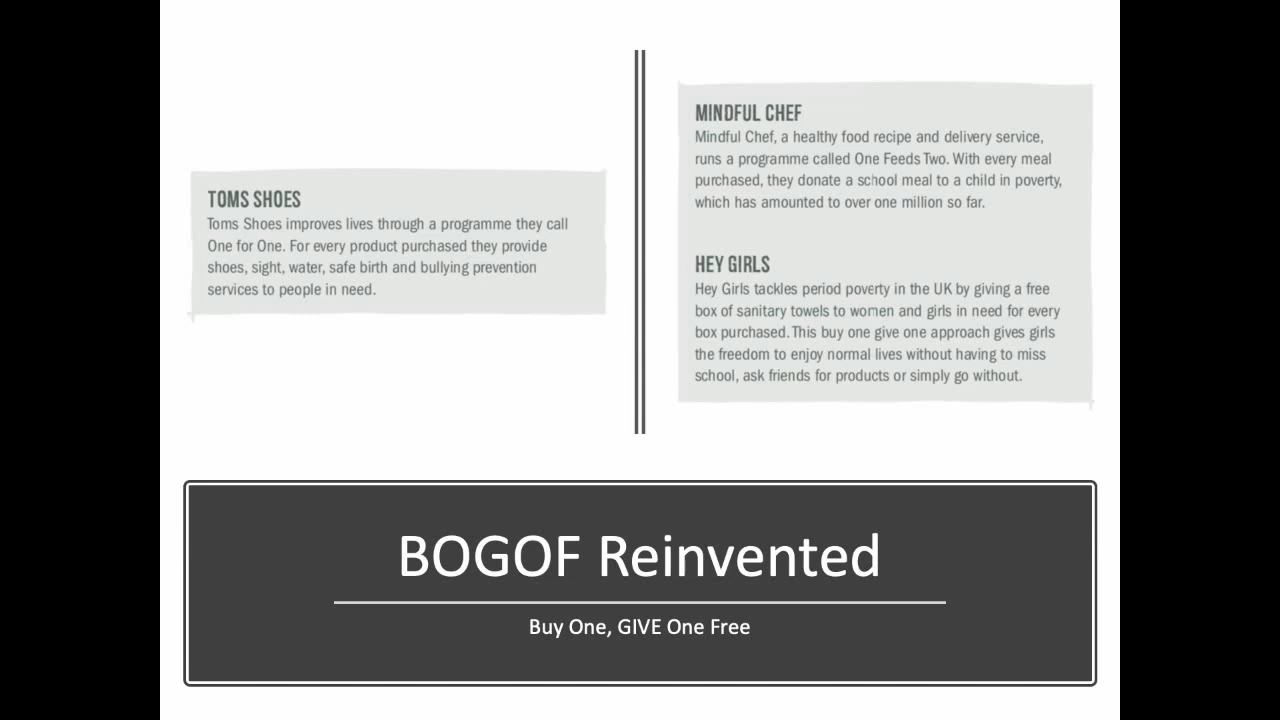 TOMS SHOES
Toms Shoes improves lives through a programme they call
One for One. For every product purchased they provide
shoes, sight, water, safe birth and bullying prevention
services to people in need.
MINDFUL CHEF
Mindful Chef, a healthy food recipe and delivery service,
runs a programme called One Feeds Two. With every meal
purchased, they donate a school meal to a child in poverty,
which has amounted to over one million so far.
HEY GIRLS
Hey Girls tackles period poverty in the UK by giving a free
box of sanitary towels to women and girls in need for every
box purchased. This buy one give one approach gives girls
the freedom to enjoy normal lives without having to miss
school, ask friends for products or simply go without.
BOGOF Reinvented
Buy One, GIVE One Free